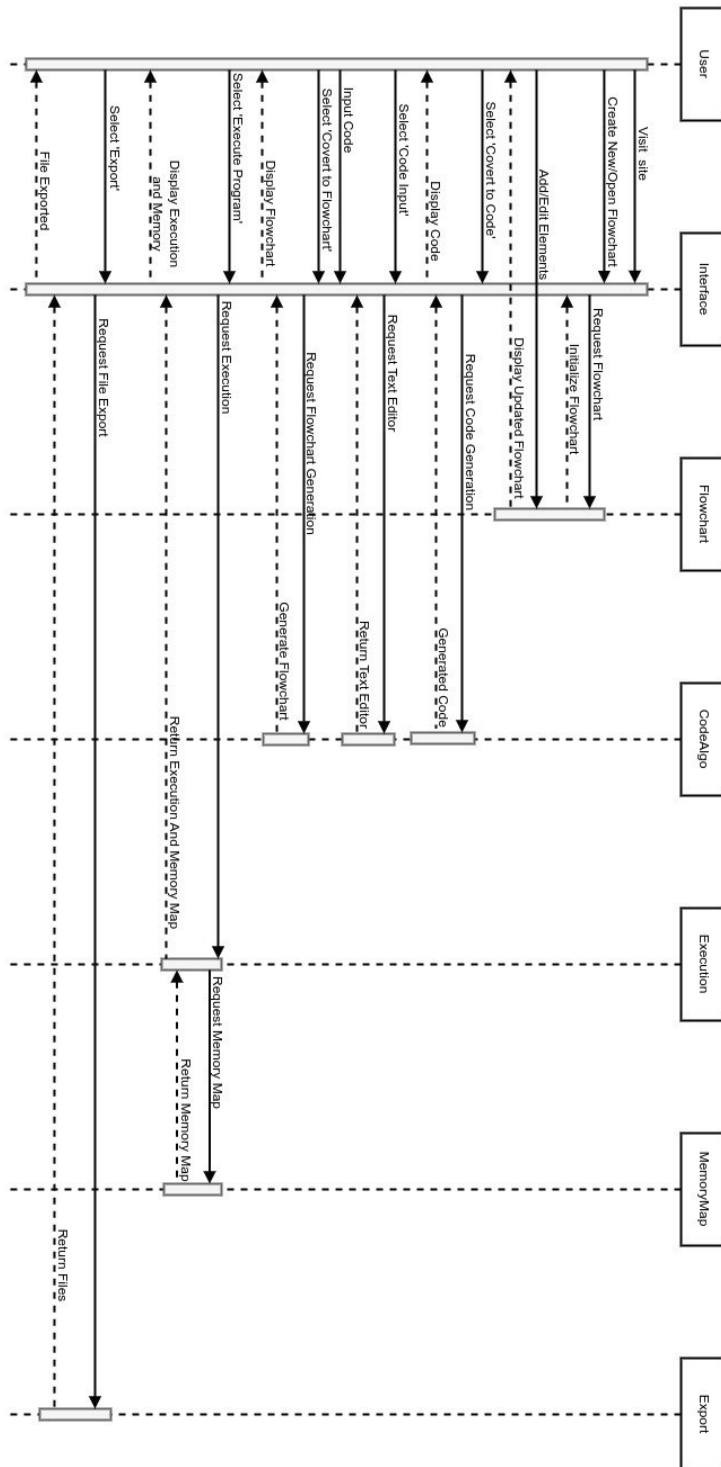 User
Interface
Flowchart
CodeAlgo
Execution
MemoryMap
Export
Visit site
Create New/Open Flowchart
Request Flowchart
Initialize Flowchart
Add/Edit Elements
Display Updated Flowchart
Select 'Covert to Code'
Request Code Generation
Generated Code
Display Code
Select 'Code Input'
Request Text Editor
Return Text Editor
Input Code
Select 'Covert to Flowchart'
Request Flowchart Generation
Generate Flowchart
Display Flowchart
Select 'Execute Program'
Request Execution
Request Memory Map
Return Memory Map
Return Execution And Memory Map
Display Execution
and Memory
Select 'Export'
Request File Export
Return Files
File Exported